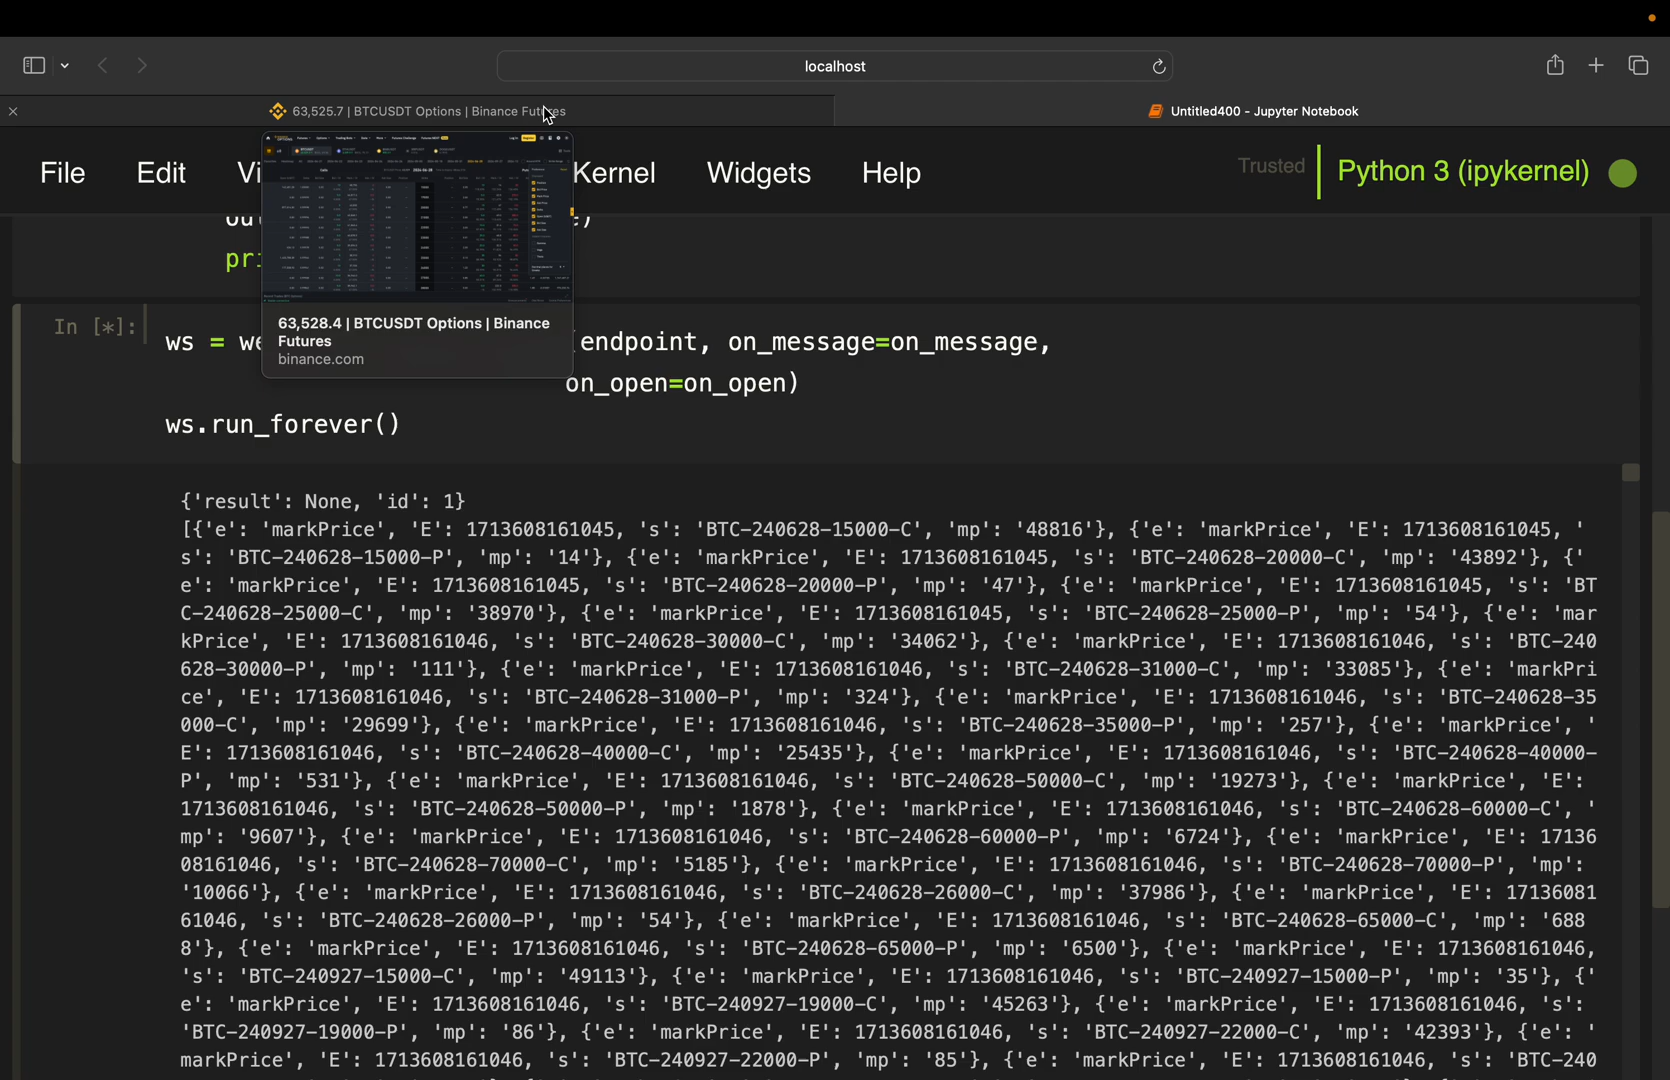 localhost
63,525.7 | BTCUSDT Options | Binance Futures
Untitled400 - Jupyter Notebook
File Edit Vi Kernel Widgets Help
Trusted Python 3 (ipykernel)
pri
63,528.4 | BTCUSDT Options | Binance
Futures
binance.com
In [*]:
ws = we endpoint, on_message=on_message,
on_open=on_open)
ws.run_forever()
{'result': None, 'id': 1}
[{'e': 'markPrice', 'E': 1713608161045, 's': 'BTC-240628-15000-C', 'mp': '48816'}, {'e': 'markPrice', 'E': 1713608161045, '
s': 'BTC-240628-15000-P', 'mp': '14'}, {'e': 'markPrice', 'E': 1713608161045, 's': 'BTC-240628-20000-C', 'mp': '43892'}, {'
e': 'markPrice', 'E': 1713608161045, 's': 'BTC-240628-20000-P', 'mp': '47'}, {'e': 'markPrice', 'E': 1713608161045, 's': 'BT
C-240628-25000-C', 'mp': '38970'}, {'e': 'markPrice', 'E': 1713608161045, 's': 'BTC-240628-25000-P', 'mp': '54'}, {'e': 'mar
kPrice', 'E': 1713608161046, 's': 'BTC-240628-30000-C', 'mp': '34062'}, {'e': 'markPrice', 'E': 1713608161046, 's': 'BTC-240
628-30000-P', 'mp': '111'}, {'e': 'markPrice', 'E': 1713608161046, 's': 'BTC-240628-31000-C', 'mp': '33085'}, {'e': 'markPri
ce', 'E': 1713608161046, 's': 'BTC-240628-31000-P', 'mp': '324'}, {'e': 'markPrice', 'E': 1713608161046, 's': 'BTC-240628-35
000-C', 'mp': '29699'}, {'e': 'markPrice', 'E': 1713608161046, 's': 'BTC-240628-35000-P', 'mp': '257'}, {'e': 'markPrice', '
E': 1713608161046, 's': 'BTC-240628-40000-C', 'mp': '25435'}, {'e': 'markPrice', 'E': 1713608161046, 's': 'BTC-240628-40000-
P', 'mp': '531'}, {'e': 'markPrice', 'E': 1713608161046, 's': 'BTC-240628-50000-C', 'mp': '19273'}, {'e': 'markPrice', 'E':
1713608161046, 's': 'BTC-240628-50000-P', 'mp': '1878'}, {'e': 'markPrice', 'E': 1713608161046, 's': 'BTC-240628-60000-C', '
mp': '9607'}, {'e': 'markPrice', 'E': 1713608161046, 's': 'BTC-240628-60000-P', 'mp': '6724'}, {'e': 'markPrice', 'E': 17136
08161046, 's': 'BTC-240628-70000-C', 'mp': '5185'}, {'e': 'markPrice', 'E': 1713608161046, 's': 'BTC-240628-70000-P', 'mp':
'10066'}, {'e': 'markPrice', 'E': 1713608161046, 's': 'BTC-240628-26000-C', 'mp': '37986'}, {'e': 'markPrice', 'E': 17136081
61046, 's': 'BTC-240628-26000-P', 'mp': '54'}, {'e': 'markPrice', 'E': 1713608161046, 's': 'BTC-240628-65000-C', 'mp': '688
8'}, {'e': 'markPrice', 'E': 1713608161046, 's': 'BTC-240628-65000-P', 'mp': '6500'}, {'e': 'markPrice', 'E': 1713608161046,
's': 'BTC-240927-15000-C', 'mp': '49113'}, {'e': 'markPrice', 'E': 1713608161046, 's': 'BTC-240927-15000-P', 'mp': '35'}, {'
e': 'markPrice', 'E': 1713608161046, 's': 'BTC-240927-19000-C', 'mp': '45263'}, {'e': 'markPrice', 'E': 1713608161046, 's':
'BTC-240927-19000-P', 'mp': '86'}, {'e': 'markPrice', 'E': 1713608161046, 's': 'BTC-240927-22000-C', 'mp': '42393'}, {'e': '
markPrice', 'E': 1713608161046, 's': 'BTC-240927-22000-P', 'mp': '85'}, {'e': 'markPrice', 'E': 1713608161046, 's': 'BTC-240